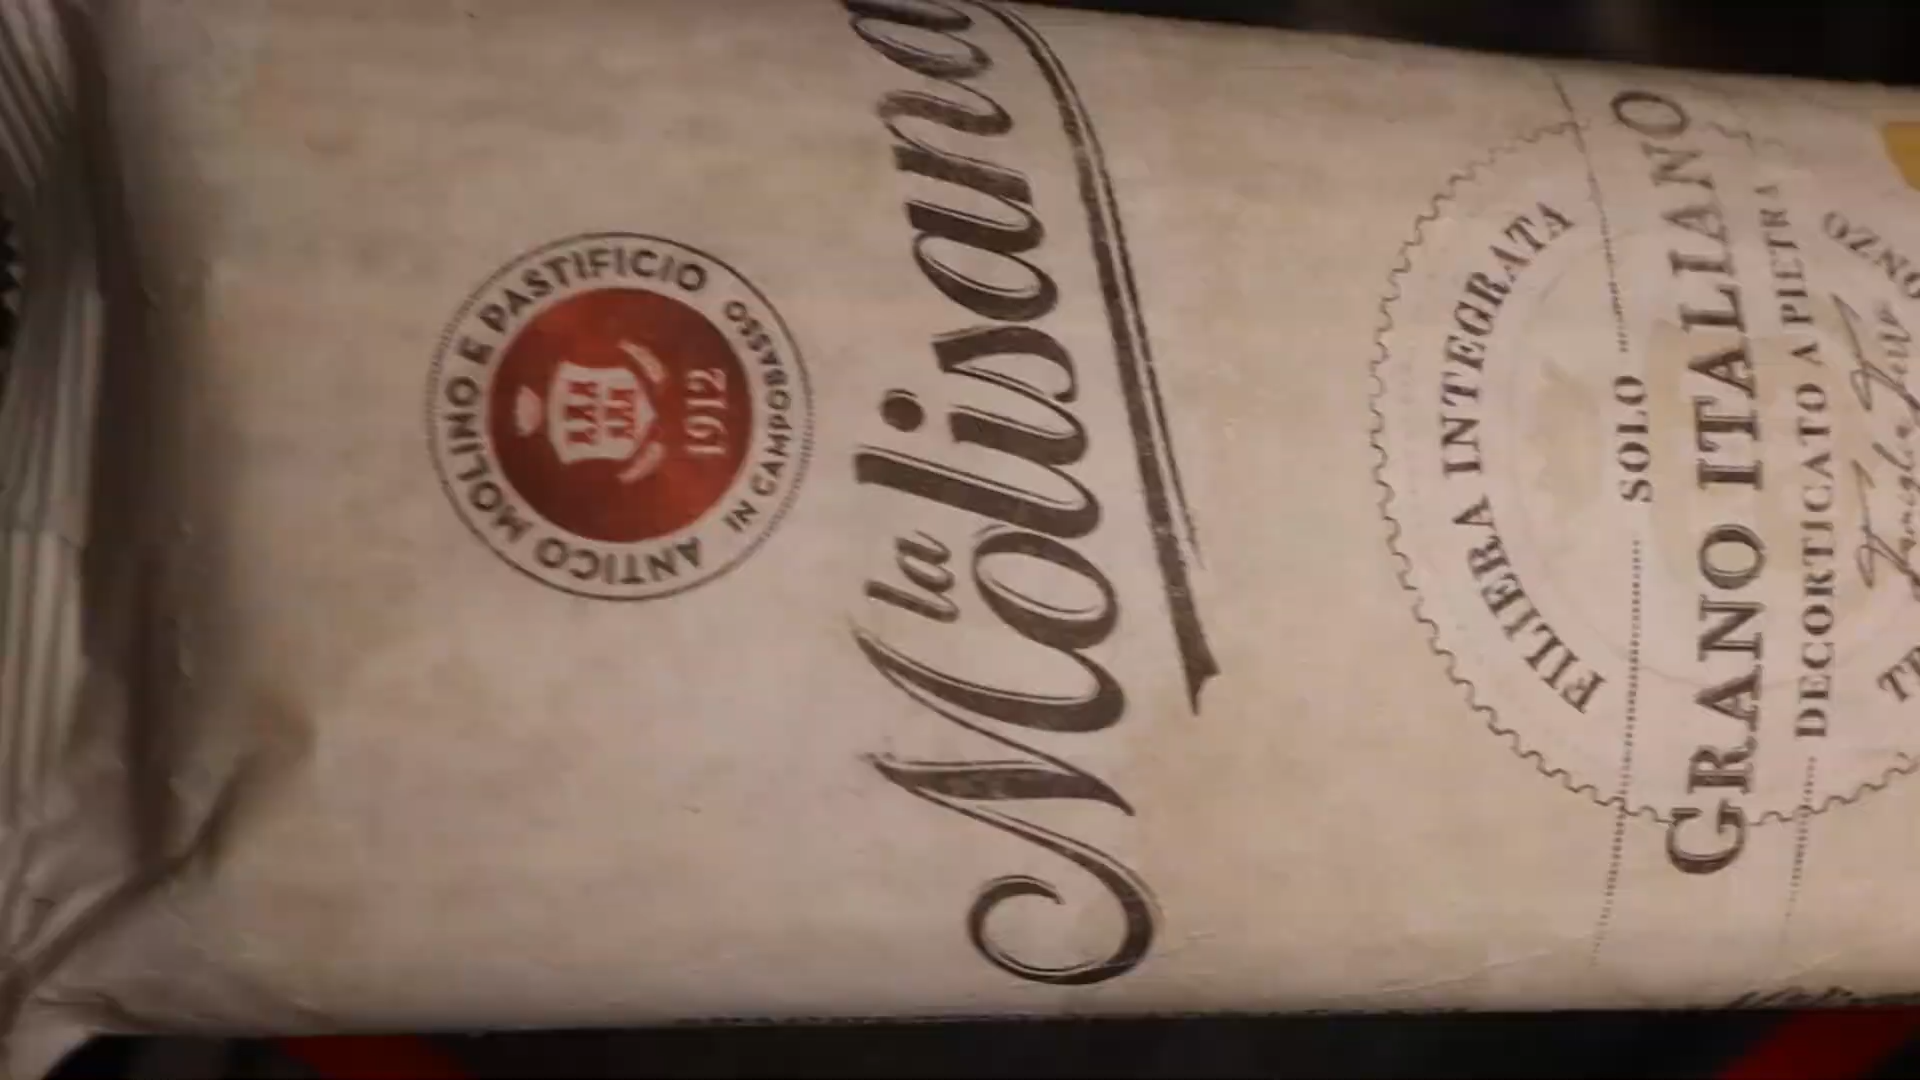 ANTICO MOLINO E PASTIFICIO
IN CAMPOBASSO
1912
la
Molisana
FILIERA INTEGRATA
SOLO
GRANO ITALIANO
DECORTICATO A PIETRA